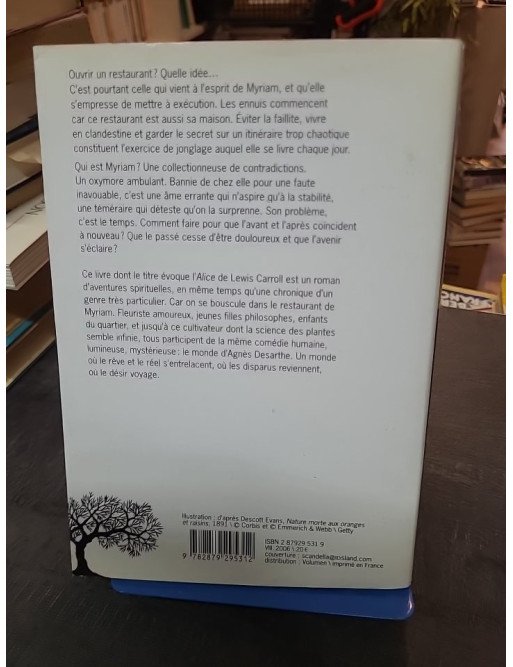 Ouvrir un restaurant? Quelle idée...
C'est pourtant celle qui vient à l'esprit de Myriam, et qu'elle
s'empresse de mettre à exécution. Les ennuis commencent
car ce restaurant est aussi sa maison. Éviter la faillite, vivre
en clandestine et garder le secret sur un itinéraire trop chaotique
constituent l'exercice de jonglage auquel elle se livre chaque jour.
Qui est Myriam? Une collectionneuse de contradictions.
Un oxymore ambulant. Bannie de chez elle pour une faute
inavouable, c'est une âme errante qui n'aspire qu'à la stabilité,
une téméraire qui déteste qu'on la surprenne. Son problème,
c'est le temps. Comment faire pour que l'avant et l'après coïncident
à nouveau? Que le passé cesse d'être douloureux et que l'avenir
s'éclaire?
Ce livre dont le titre évoque l'Alice de Lewis Carroll est un roman
d'aventures spirituelles, en même temps qu'une chronique d'un
genre très particulier. Car on se bouscule dans le restaurant de
Myriam. Fleuriste amoureux, jeunes filles philosophes, enfants
du quartier, et jusqu'à ce cultivateur dont la science des plantes
semble infinie, tous participent de la même comédie humaine,
lumineuse, mystérieuse: le monde d'Agnès Desarthe. Un monde
où le rêve et le réel s'entrelacent, où les disparus reviennent,
où le désir voyage.
Illustration : d'après Descott Evans, Nature morte aux oranges
et raisins, 1891 \ © Corbis et © Emmerich & Webb \ Getty
ISBN 2 87929 531 9
VIII. 2006 \ 20 €
couverture : scandella@noisland.com
distribution : Volumen \ imprimé en France
9 782879 295312